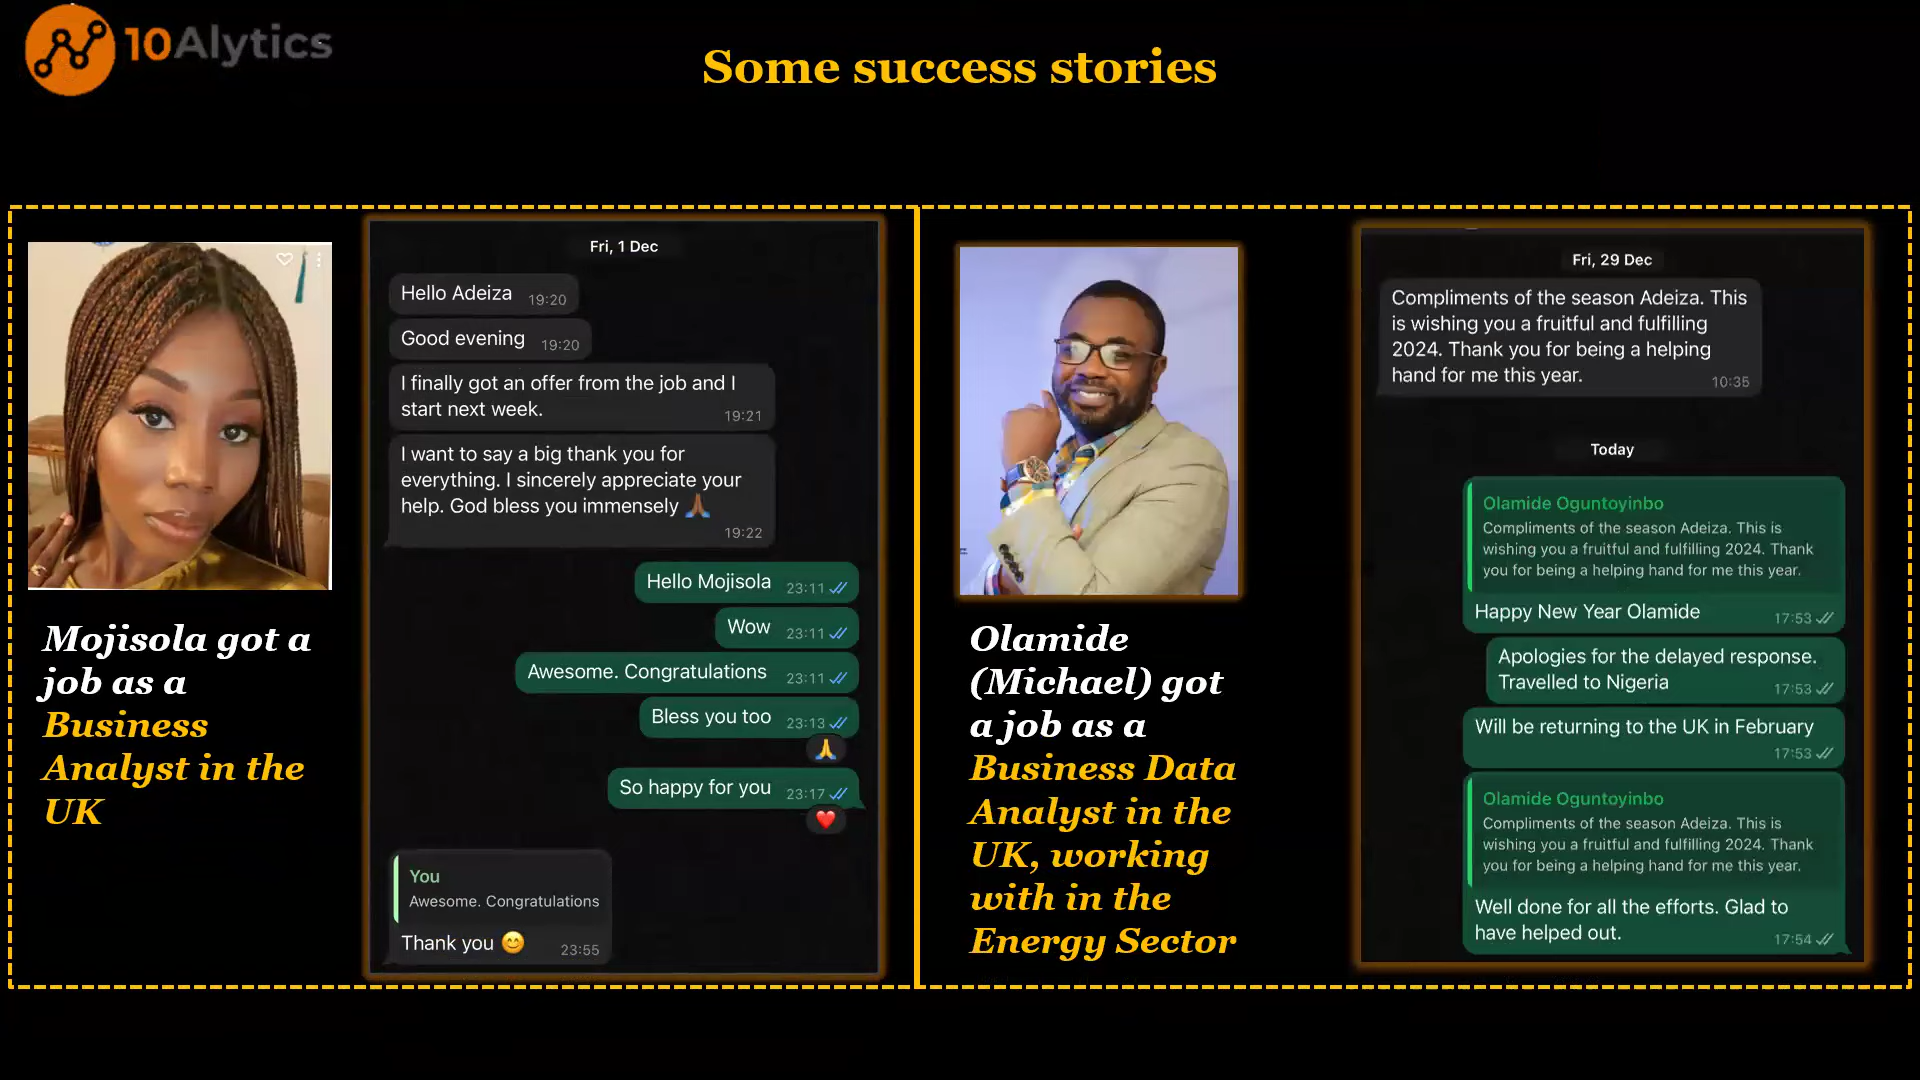 10Alytics
Some success stories
Mojisola got a
job as a
Business
Analyst in the
UK
Fri, 1 Dec
Hello Adeiza 19:20
Good evening 19:20
I finally got an offer from the job and I
start next week. 19:21
I want to say a big thank you for
everything. I sincerely appreciate your
help. God bless you immensely 🙏🏾
19:22
Hello Mojisola 23:11
Wow 23:11
Awesome. Congratulations 23:11
Bless you too 23:13
🙏
So happy for you 23:17
❤️
You
Awesome. Congratulations
Thank you 😊 23:55
Olamide
(Michael) got
a job as a
Business Data
Analyst in the
UK, working
with in the
Energy Sector
Fri, 29 Dec
Compliments of the season Adeiza. This
is wishing you a fruitful and fulfilling
2024. Thank you for being a helping
hand for me this year. 10:35
Today
Olamide Oguntoyinbo
Compliments of the season Adeiza. This is
wishing you a fruitful and fulfilling 2024. Thank
you for being a helping hand for me this year.
Happy New Year Olamide 17:53
Apologies for the delayed response.
Travelled to Nigeria 17:53
Will be returning to the UK in February
17:53
Olamide Oguntoyinbo
Compliments of the season Adeiza. This is
wishing you a fruitful and fulfilling 2024. Thank
you for being a helping hand for me this year.
Well done for all the efforts. Glad to
have helped out. 17:54